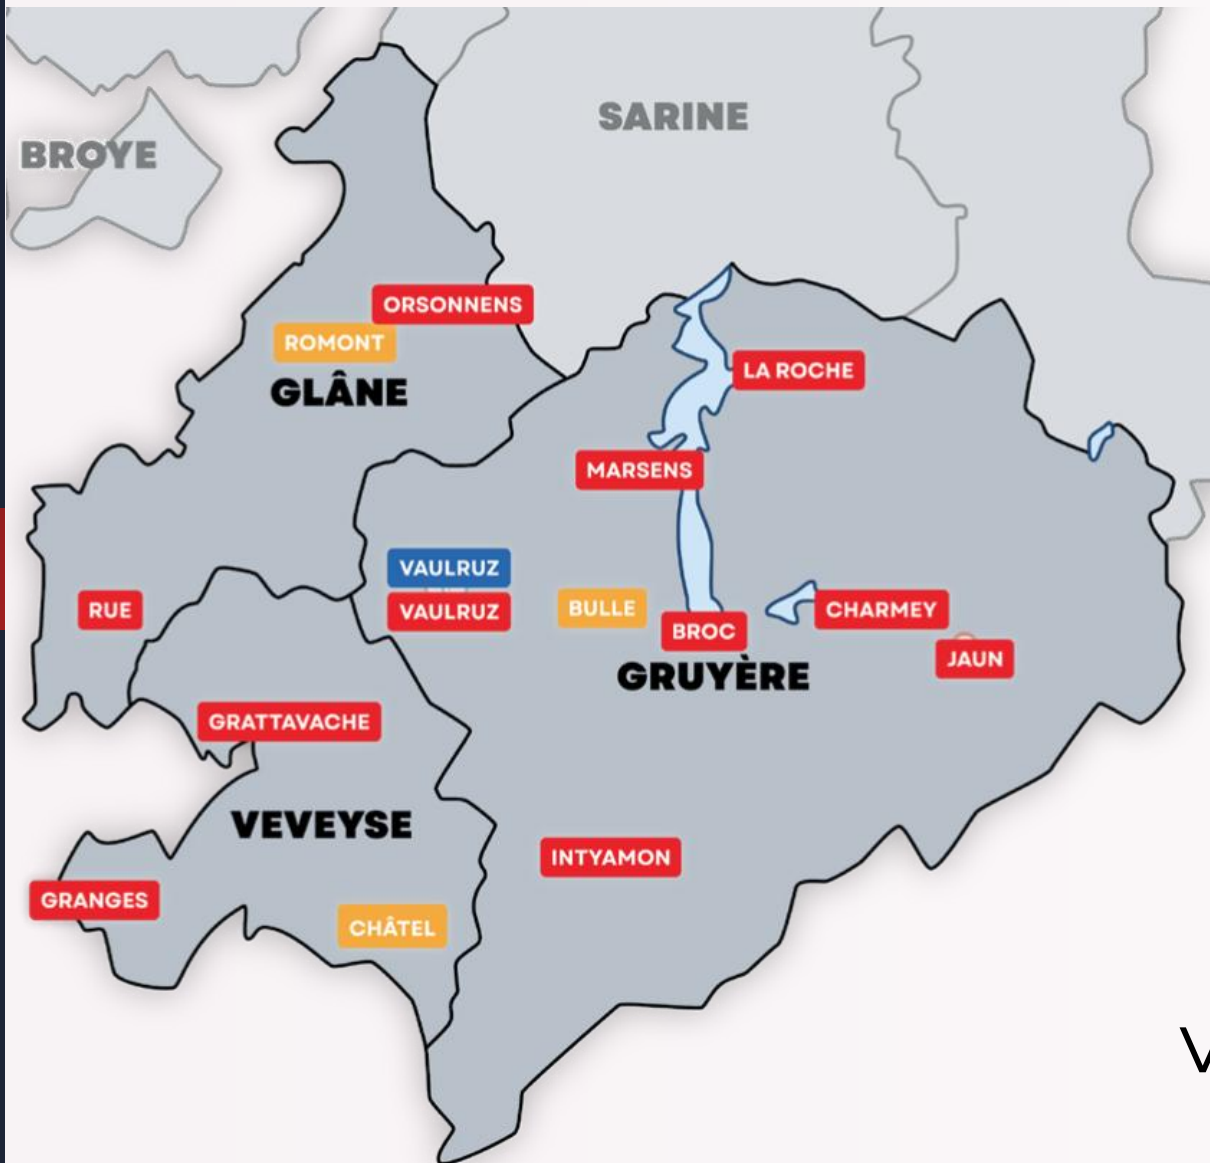 SARINE
BROYE
ORSONNENS
ROMONT
GLÂNE
LA ROCHE
MARSENS
VAULRUZ
VAULRUZ
RUE
BULLE
CHARMEY
BROC
JAUN
GRUYÈRE
GRATTAVACHE
VEVEYSE
INTYAMON
GRANGES
CHÂTEL
V